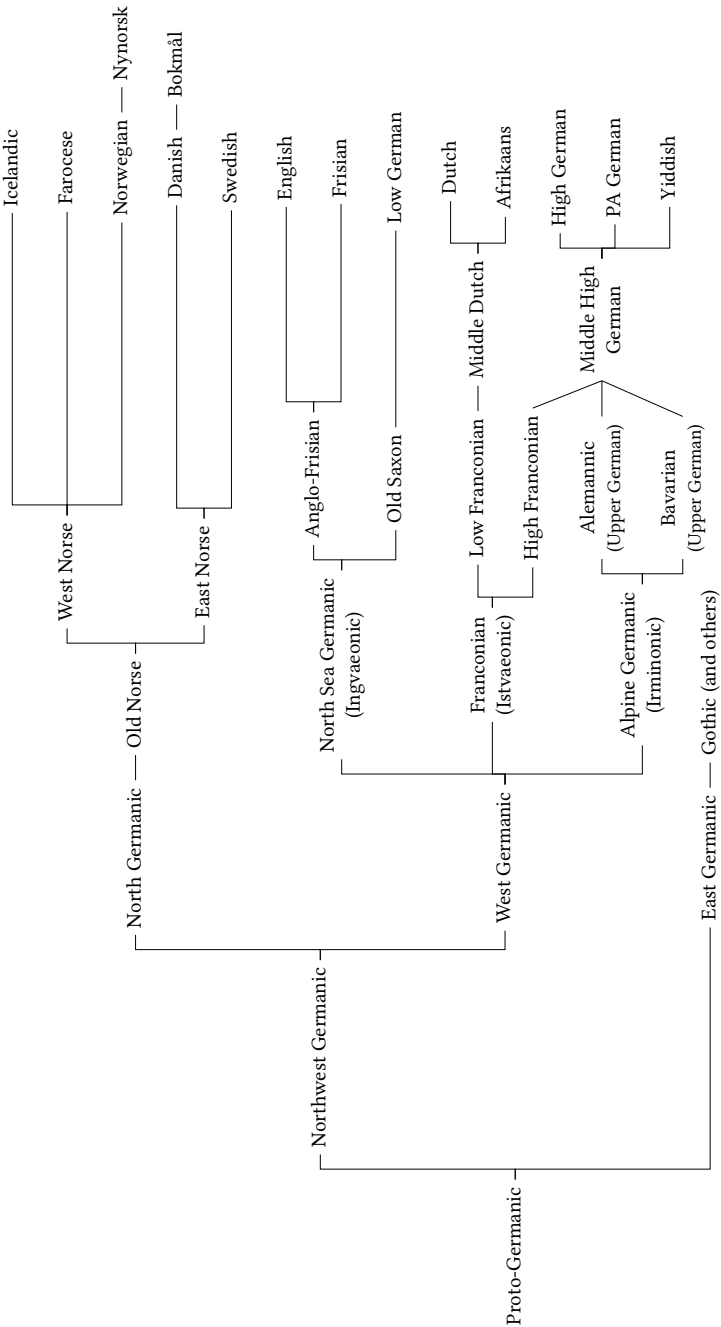 Proto-Germanic
Northwest Germanic
North Germanic
Old Norse
West Norse
Icelandic
Farocese
Norwegian
Nynorsk
East Norse
Danish
Bokmål
Swedish
West Germanic
North Sea Germanic
(Ingvaeonic)
Anglo-Frisian
English
Frisian
Old Saxon
Low German
Franconian
(Istvaeonic)
Low Franconian
Middle Dutch
Dutch
Afrikaans
High Franconian
Alpine Germanic
(Irminonic)
Alemannic
(Upper German)
Bavarian
(Upper German)
Middle High
German
High German
PA German
Yiddish
East Germanic
Gothic (and others)